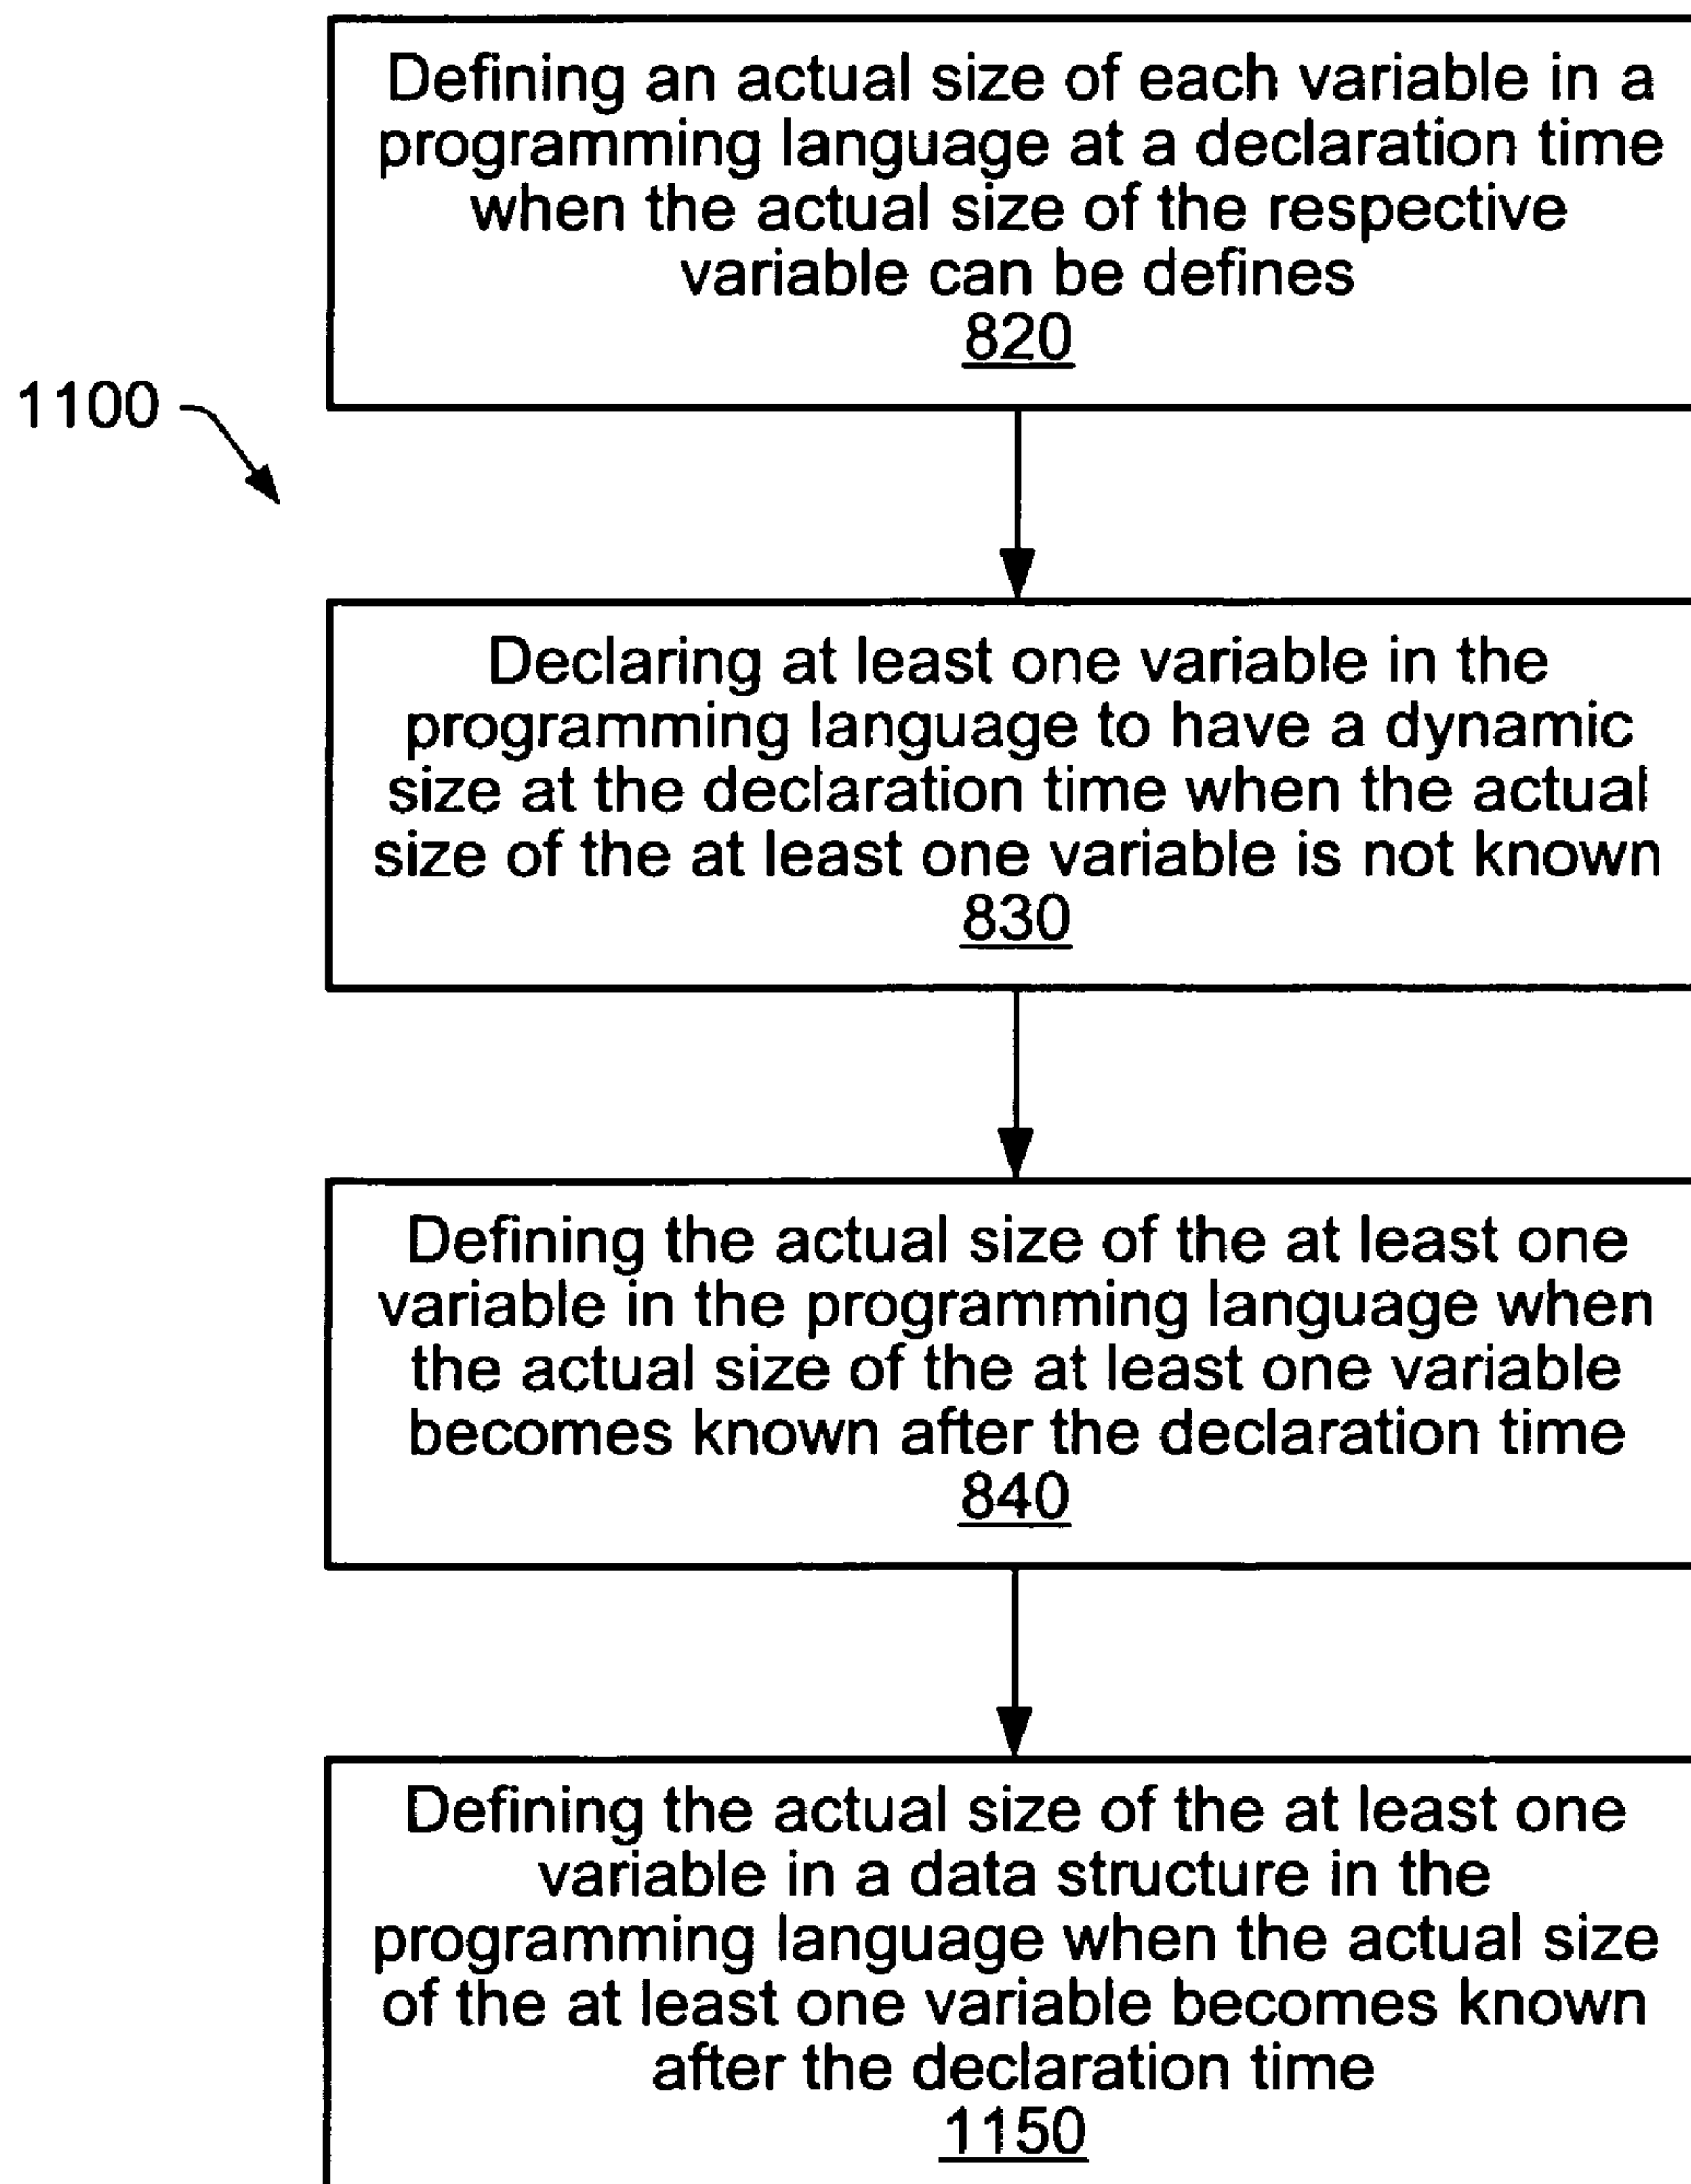 Defining an actual size of each variable in a
programming language at a declaration time
when the actual size of the respective
variable can be defines
820
1100
Declaring at least one variable in the
programming language to have a dynamic
size at the declaration time when the actual
size of the at least one variable is not known
830
Defining the actual size of the at least one
variable in the programming language when
the actual size of the at least one variable
becomes known after the declaration time
840
Defining the actual size of the at least one
variable in a data structure in the
programming language when the actual size
of the at least one variable becomes known
after the declaration time
1150